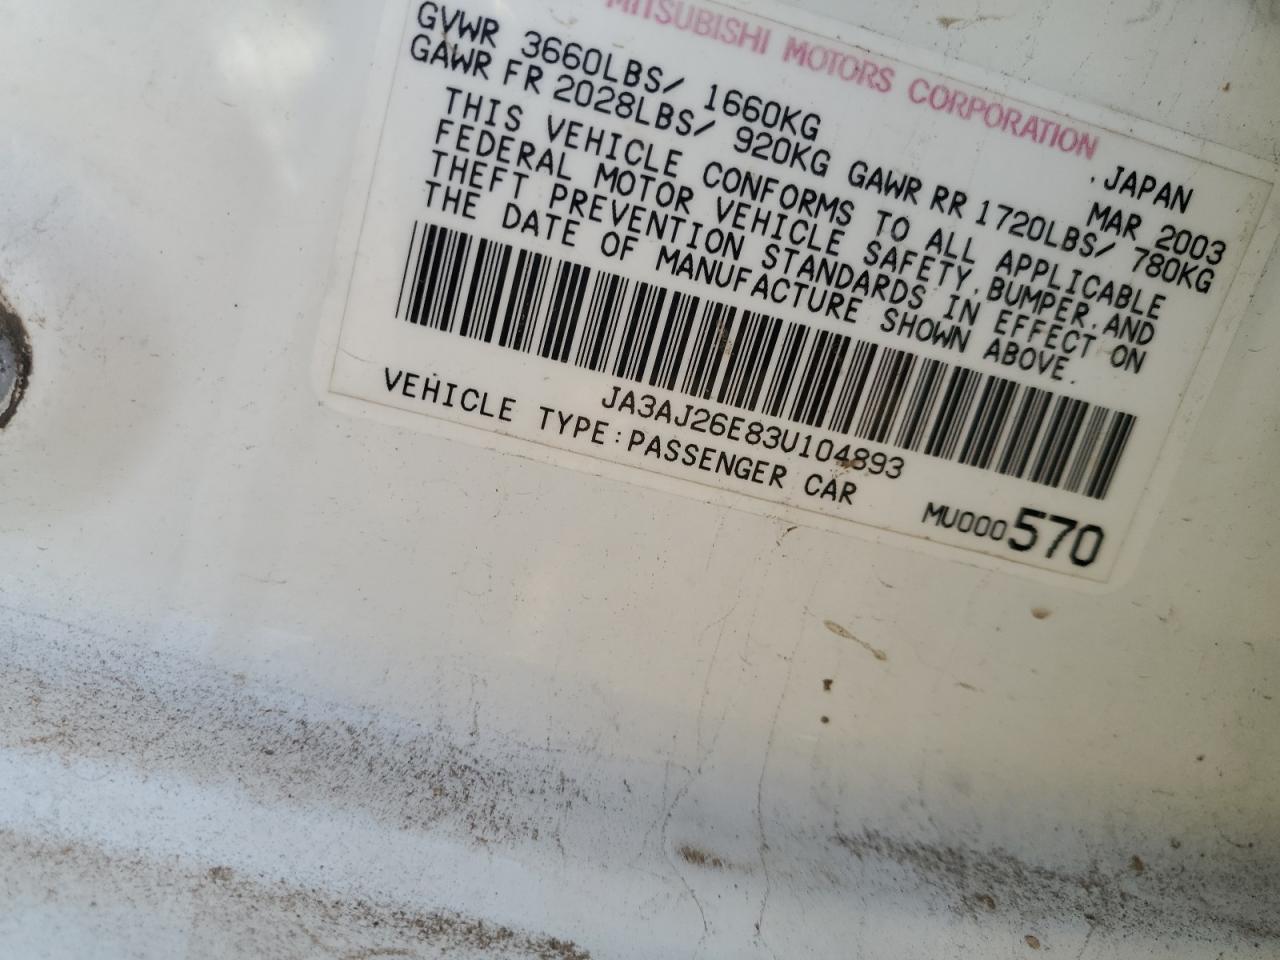 MITSUBISHI MOTORS CORPORATION
JAPAN
GVWR 3660LBS/ 1660KG
MAR 2003
GAWR FR 2028LBS/ 920KG GAWR RR 1720LBS/ 780KG
THIS VEHICLE CONFORMS TO ALL APPLICABLE
FEDERAL MOTOR VEHICLE SAFETY, BUMPER, AND
THEFT PREVENTION STANDARDS IN EFFECT ON
THE DATE OF MANUFACTURE SHOWN ABOVE.
JA3AJ26E83U104893
VEHICLE TYPE:PASSENGER CAR
MU000570